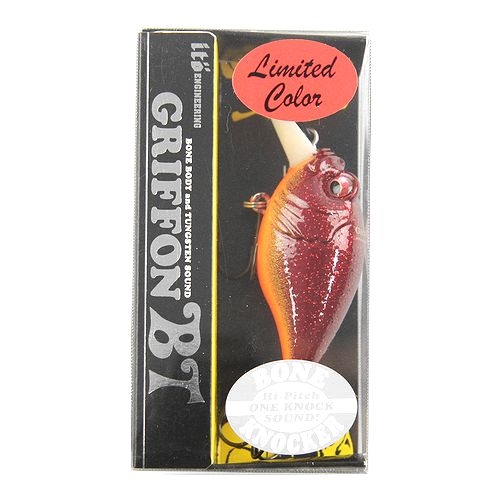 Limited
Color
It's
ENGINEERING
GRIFFON BT
BONE BODY and TUNGSTEN SOUND
BONE
Hi-Pitch
ONE KNOCK
SOUND!
KNOCKER